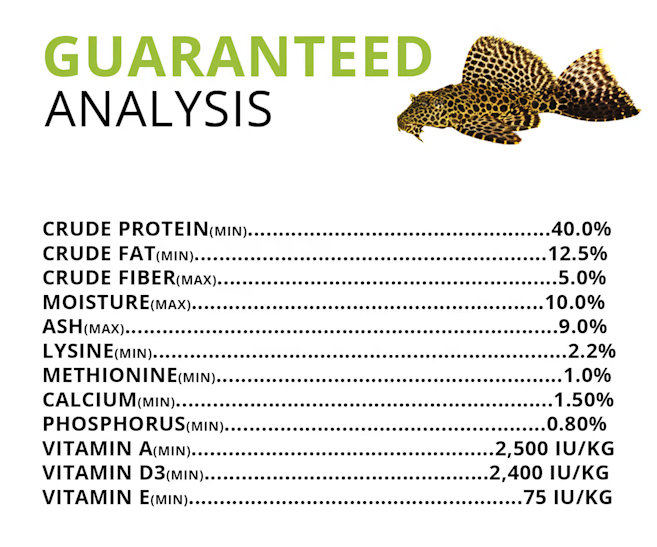 GUARANTEED
ANALYSIS
CRUDE PROTEIN(MIN)................................................40.0%
CRUDE FAT(MIN)........................................................12.5%
CRUDE FIBER(MAX)......................................................5.0%
MOISTURE(MAX)........................................................10.0%
ASH(MAX).....................................................................9.0%
LYSINE(MIN)..................................................................2.2%
METHIONINE(MIN).......................................................1.0%
CALCIUM(MIN)............................................................1.50%
PHOSPHORUS(MIN)...................................................0.80%
VITAMIN A(MIN)................................................2,500 IU/KG
VITAMIN D3(MIN).............................................2,400 IU/KG
VITAMIN E(MIN).....................................................75 IU/KG